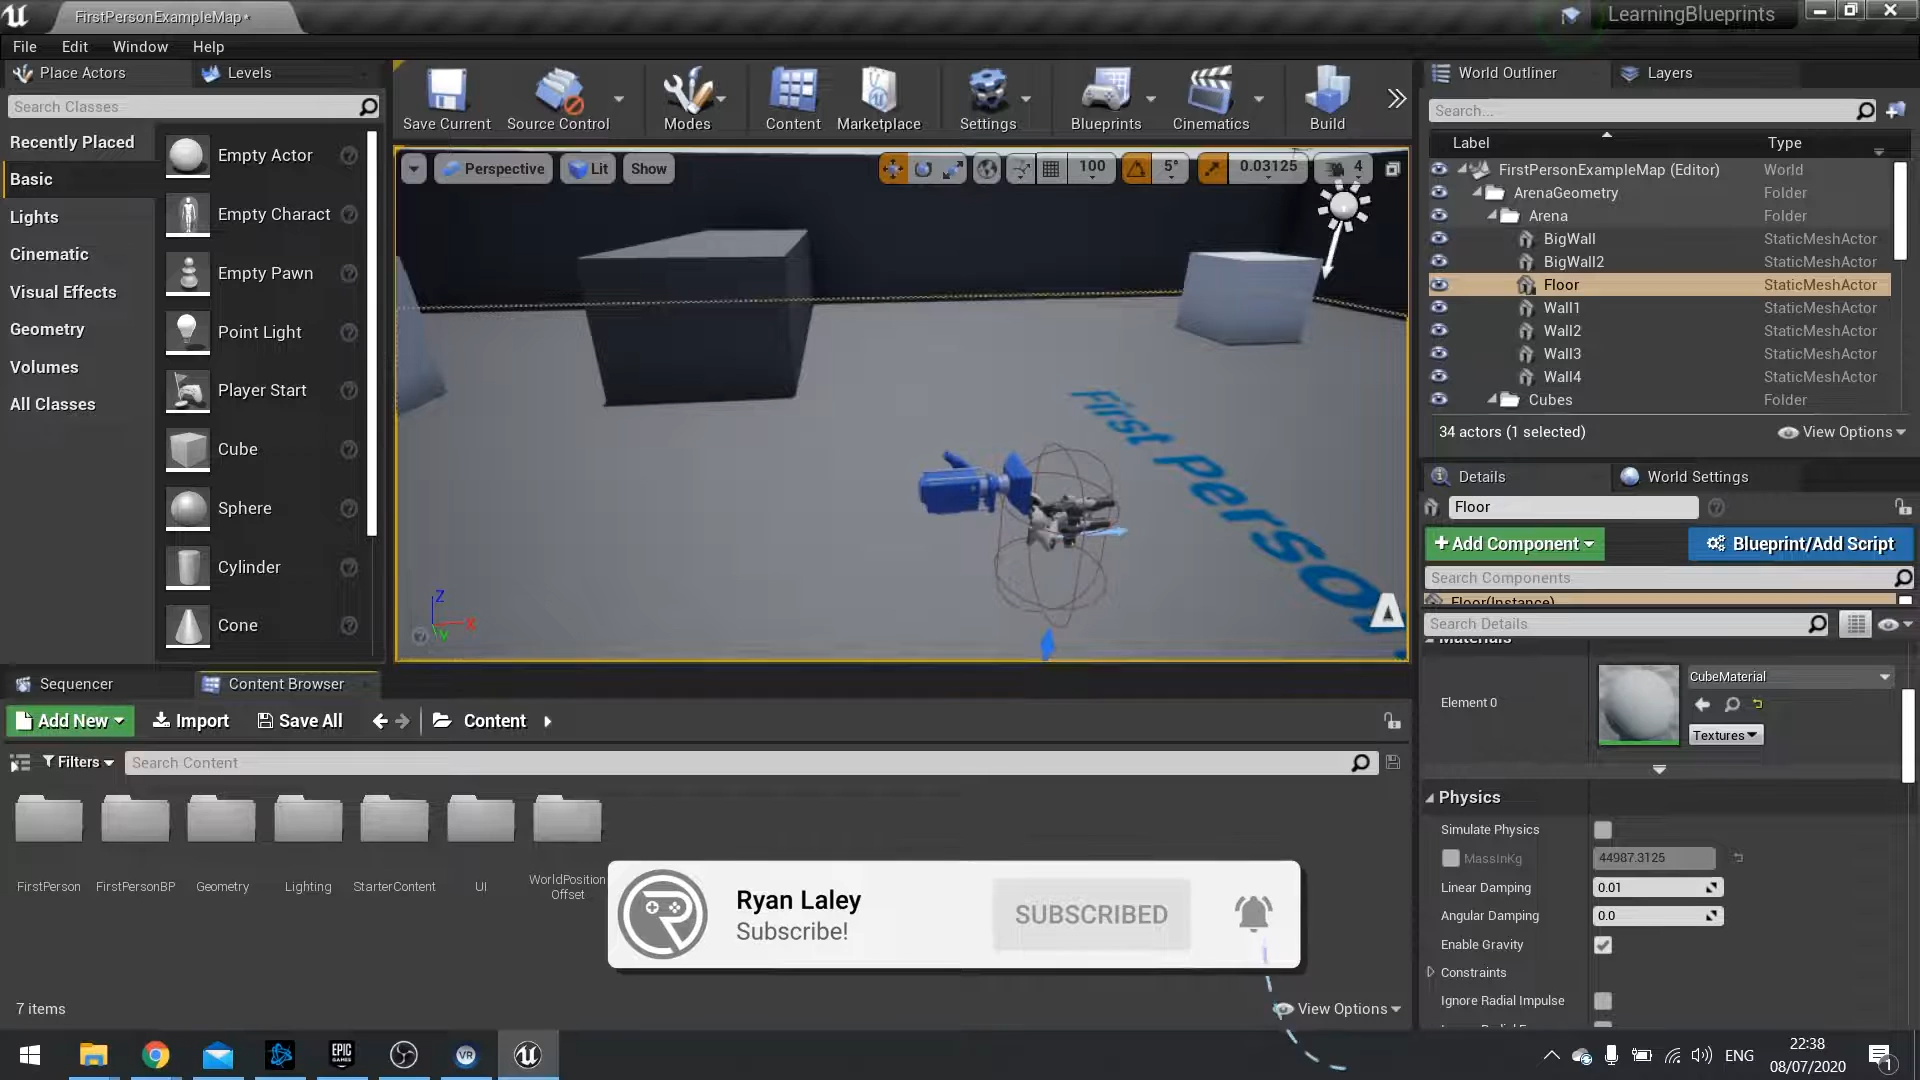 FirstPersonExampleMap*
LearningBlueprints
File Edit Window Help
Place Actors
Levels
Search Classes
Recently Placed
Basic
Lights
Cinematic
Visual Effects
Geometry
Volumes
All Classes
Empty Actor
Empty Charact
Empty Pawn
Point Light
Player Start
Cube
Sphere
Cylinder
Cone
Save Current
Source Control
Modes
Content
Marketplace
Settings
Blueprints
Cinematics
Build
Perspective
Lit
Show
100
5°
0.03125
4
First Person
Z
X
Y
World Outliner
Layers
Search...
Label Type
FirstPersonExampleMap (Editor) World
ArenaGeometry Folder
Arena Folder
BigWall StaticMeshActor
BigWall2 StaticMeshActor
Floor StaticMeshActor
Wall1 StaticMeshActor
Wall2 StaticMeshActor
Wall3 StaticMeshActor
Wall4 StaticMeshActor
Cubes Folder
34 actors (1 selected)
View Options
Details
World Settings
Floor
+Add Component
Blueprint/Add Script
Search Components
Floor(Instance)
Search Details
Materials
Element 0
CubeMaterial
Textures
Physics
Simulate Physics
MassInKg 44987.3125
Linear Damping 0.01
Angular Damping 0.0
Enable Gravity
Constraints
Ignore Radial Impulse
Sequencer
Content Browser
Add New
Import
Save All
Content
Filters
Search Content
FirstPerson
FirstPersonBP
Geometry
Lighting
StarterContent
UI
WorldPosition
Offset
Ryan Laley
Subscribe!
SUBSCRIBED
7 items
View Options
EPIC
GAMES
VR
ENG
22:38
08/07/2020
1